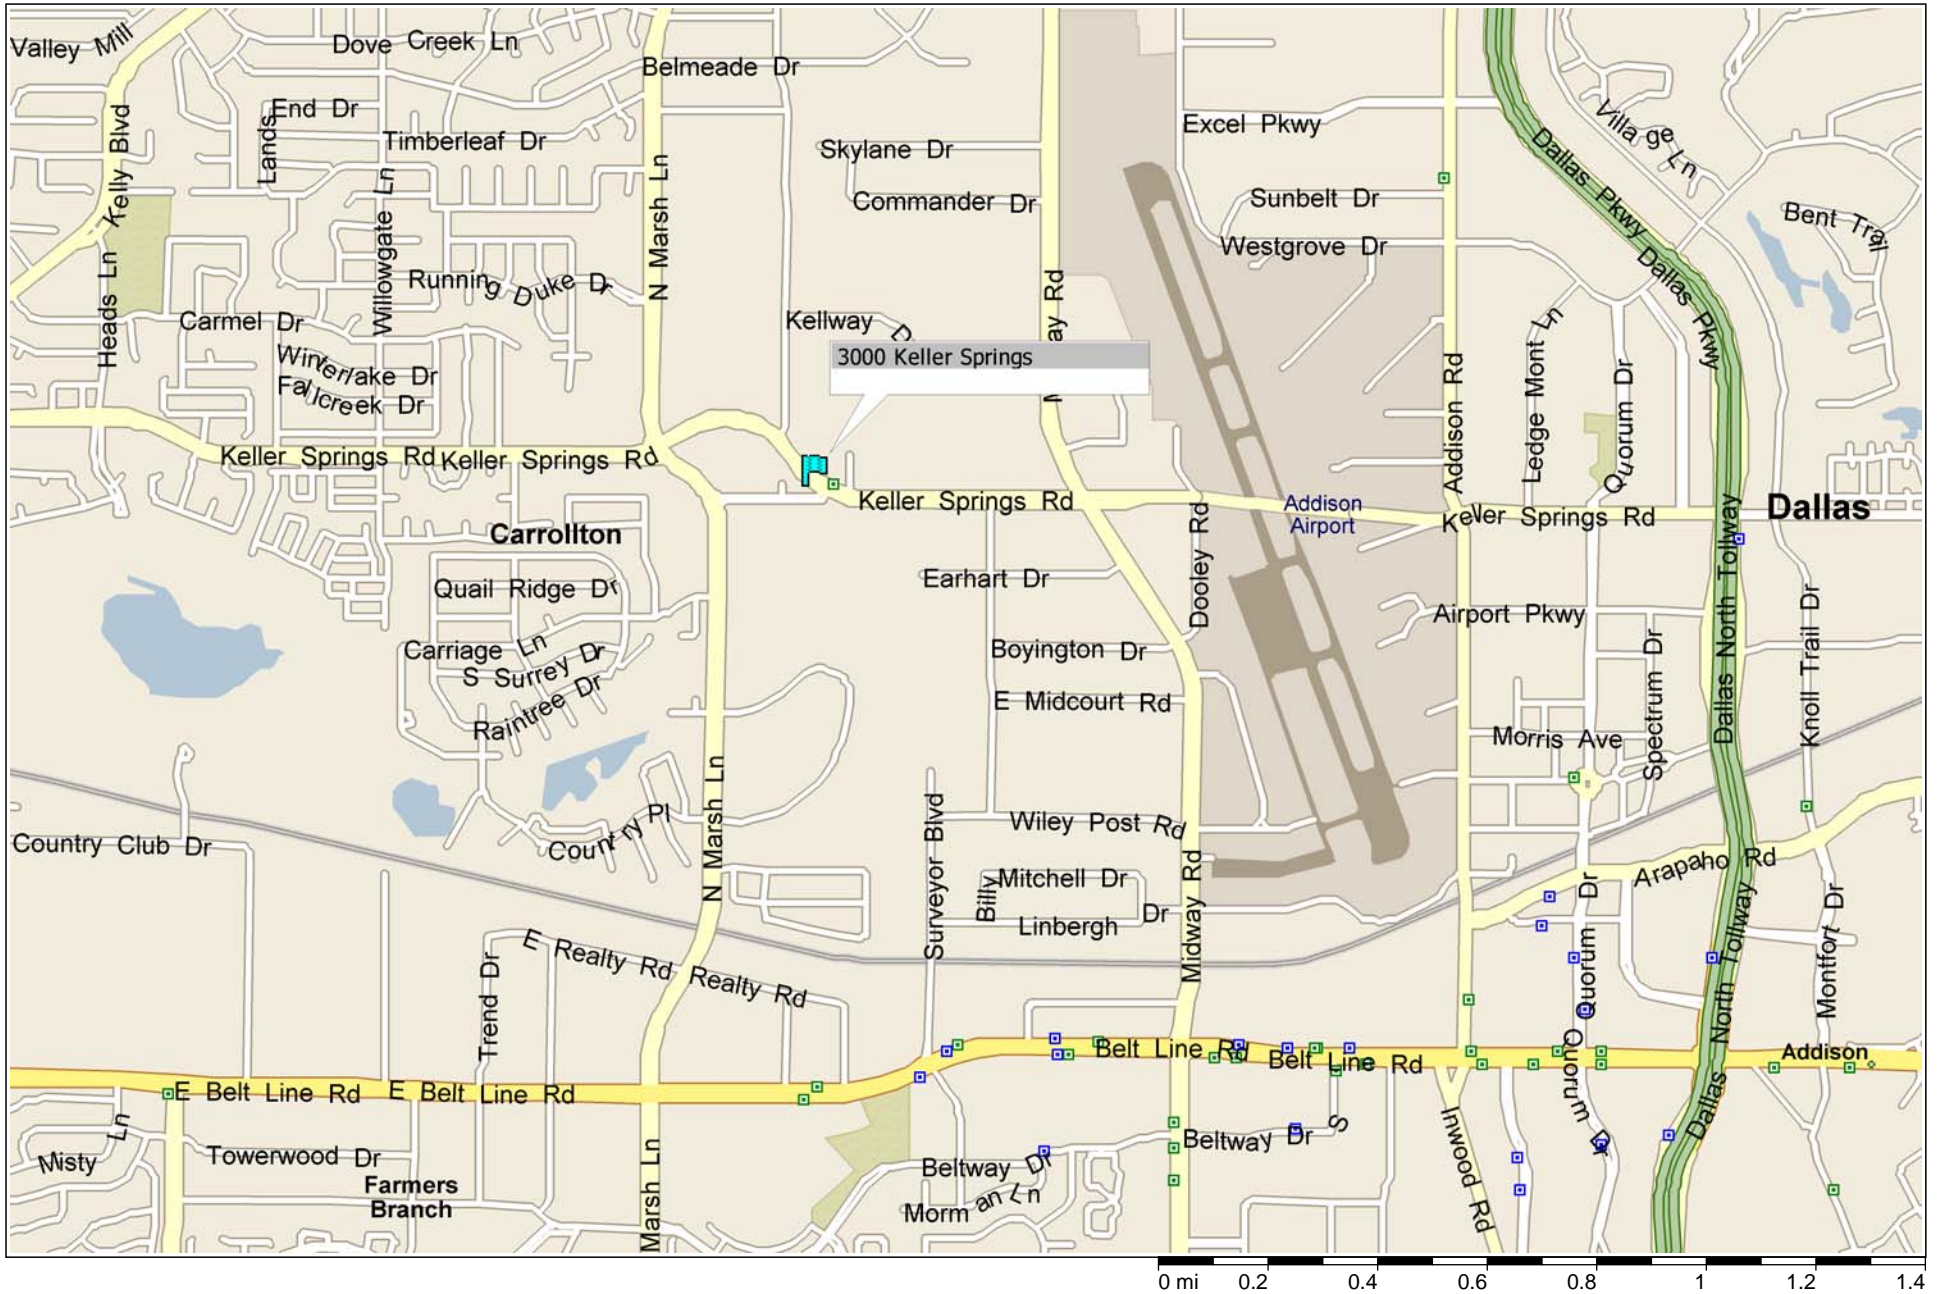 Valley Mill
Dove Creek Ln
Belmeade Dr
Kelly Blvd
Lands
End Dr
Timberleaf Dr
N Marsh Ln
Skylane Dr
Commander Dr
Excel Pkwy
Sunbelt Dr
Westgrove Dr
Dallas Pkwy
Dallas Pkwy
Village Ln
Bent Trail
Heads Ln
Willowgate Ln
Running Duke Dr
Carmel Dr
Winterlake Dr
Fallcreek Dr
Kellway D
3000 Keller Springs
Addison Rd
Ledge Mont Ln
Quorum Dr
Keller Springs Rd
Keller Springs Rd
Keller Springs Rd
Addison
Airport
Keller Springs Rd
Dallas
Carrollton
Dooley Rd
Earhart Dr
Quail Ridge Dr
Airport Pkwy
Dallas North Tollway
Dallas North Tollway
Knoll Trail Dr
Carriage Ln
S Surrey Dr
Raintree Dr
Boyington Dr
E Midcourt Rd
Spectrum Dr
Morris Ave
N Marsh Ln
Country Pl
Country Club Dr
Surveyor Blvd
Wiley Post Rd
Billy
Mitchell Dr
Linbergh Dr
Midway Rd
Arapaho Rd
Quorum Dr
Montfort Dr
E Realty Rd
Realty Rd
Trend Dr
Belt Line Rd
Belt Line Rd
Quorum Dr
Addison
E Belt Line Rd
E Belt Line Rd
Ln
Misty
Towerwood Dr
Farmers
Branch
Marsh Ln
Beltway Dr
Morman Ln
Beltway Dr
S
Inwood Rd
Dallas North Tollway
0 mi 0.2 0.4 0.6 0.8 1 1.2 1.4